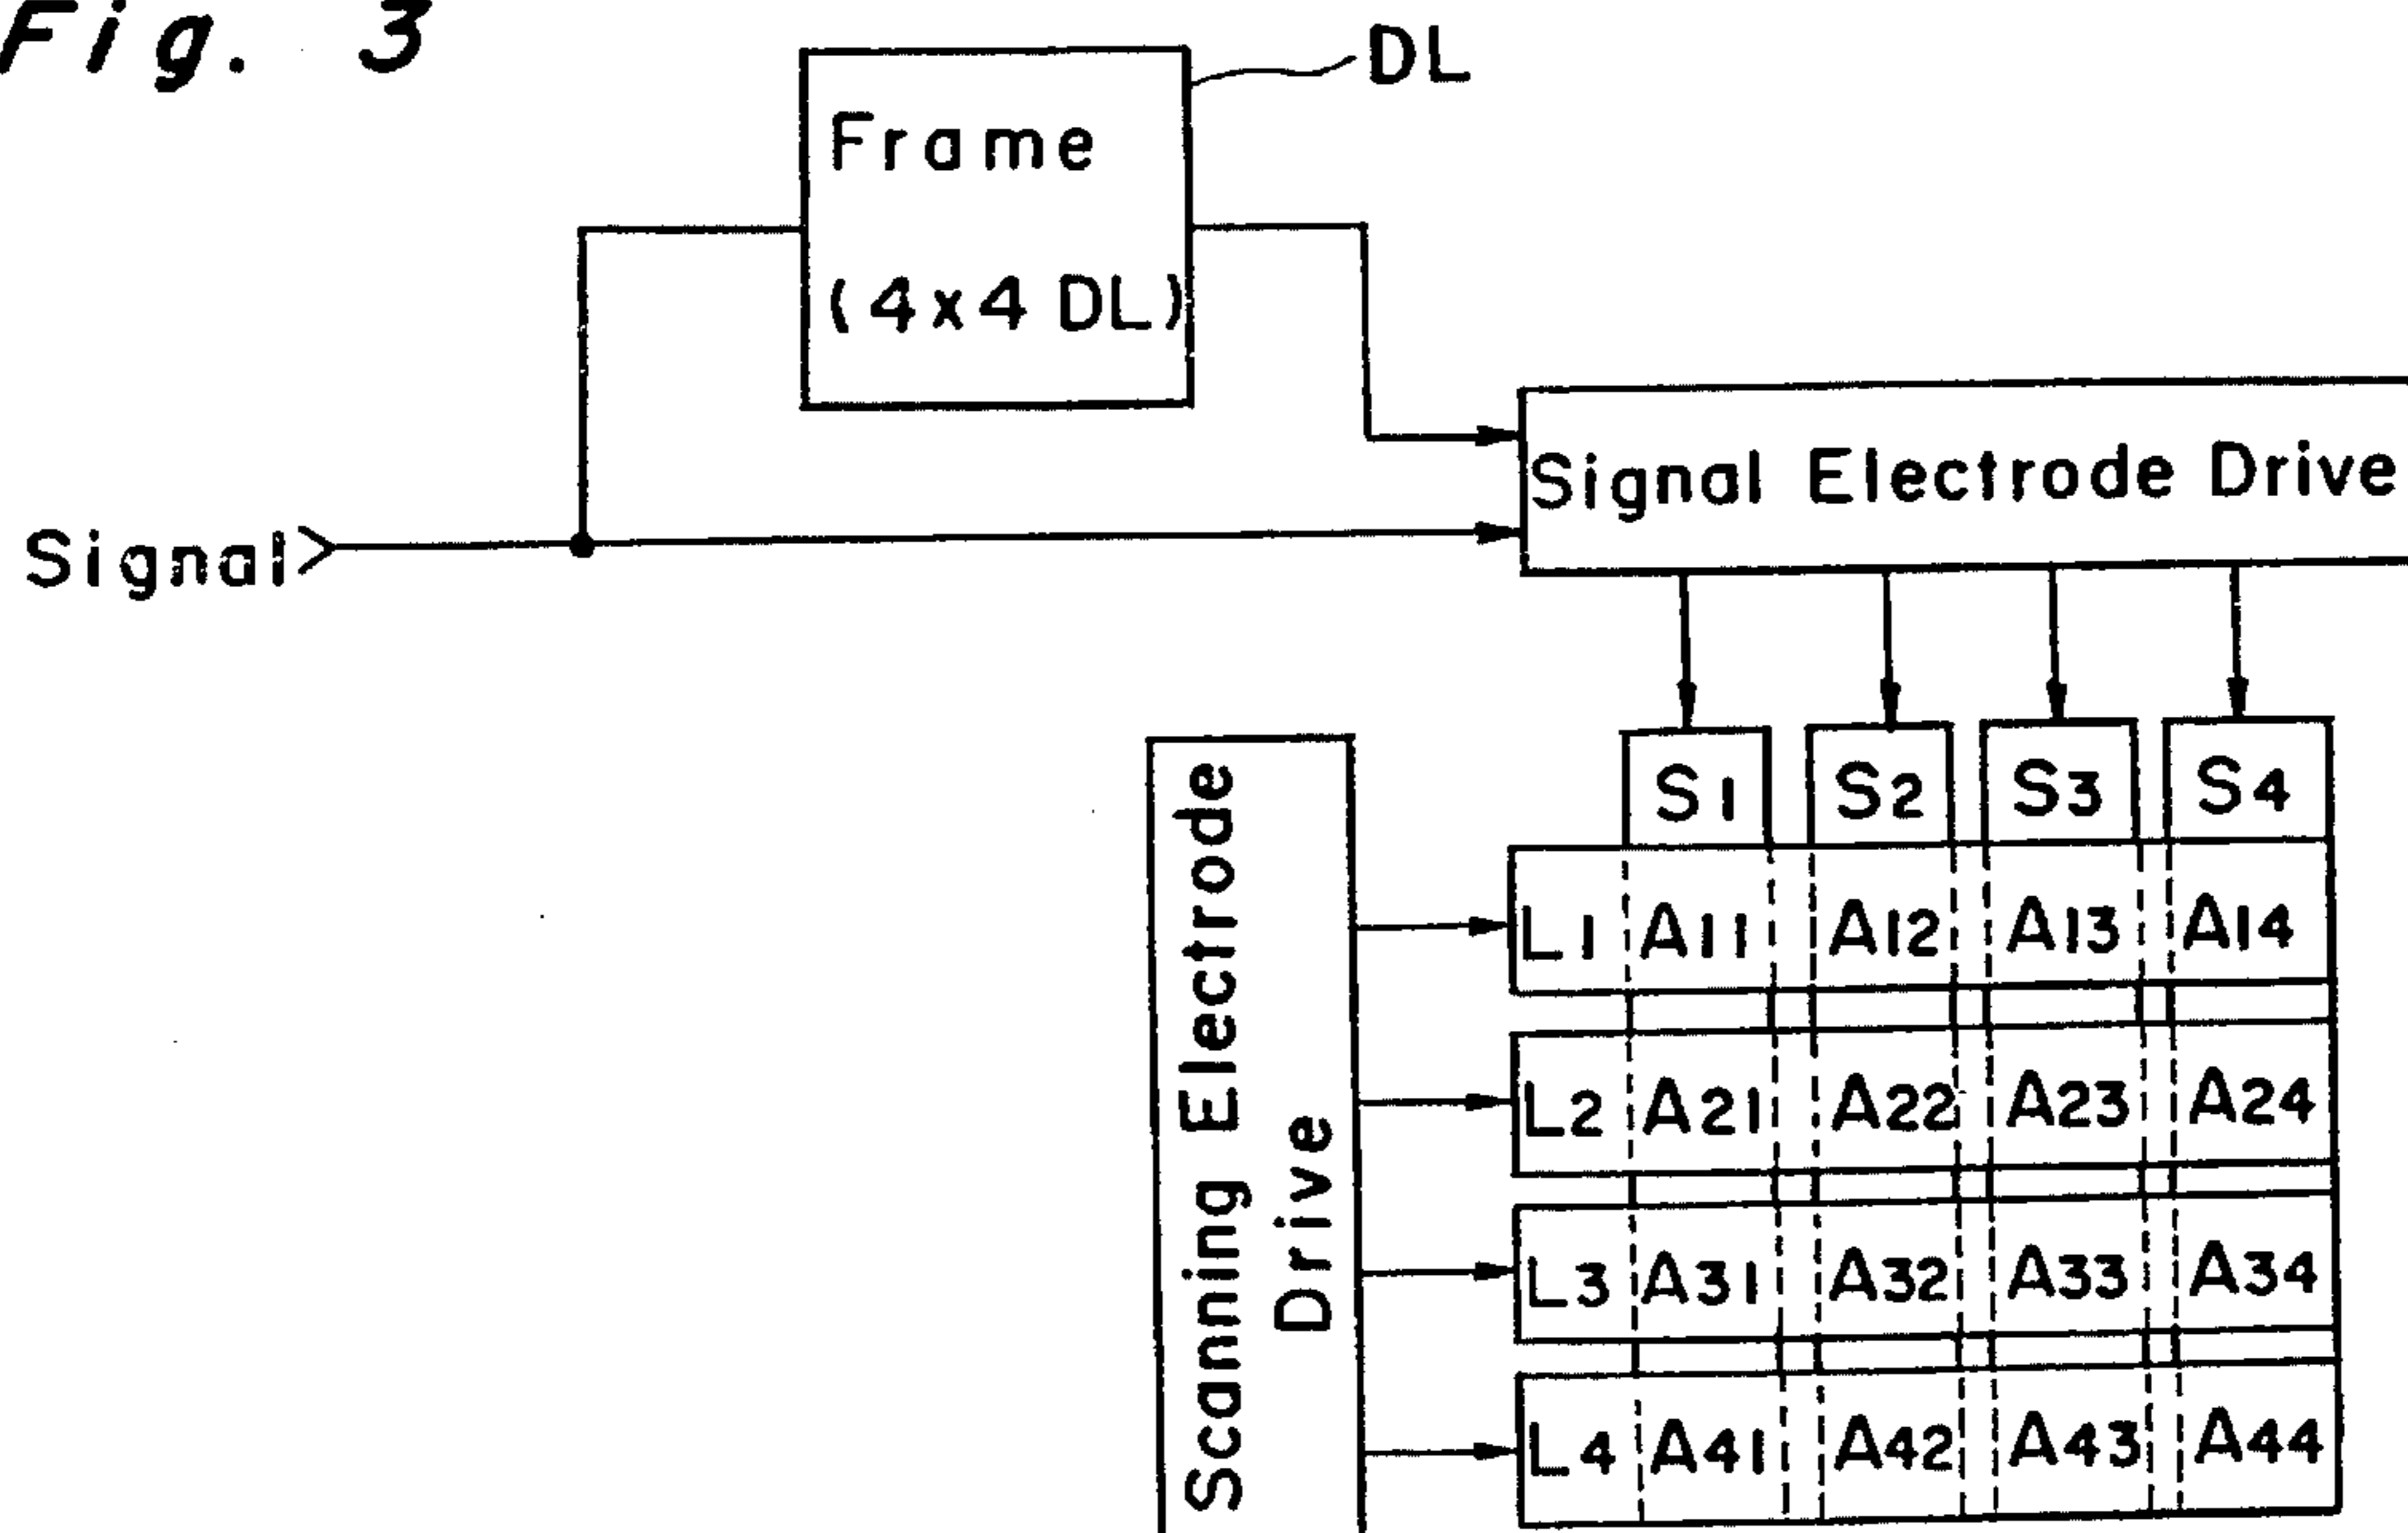 Fig. 3
DL
Frame
(4x4 DL)
Signal Electrode Drive
Signal
S1 S2 S3 S4
Scanning Electrode
Drive
L1 A11 A12 A13 A14
L2 A21 A22 A23 A24
L3 A31 A32 A33 A34
L4 A41 A42 A43 A44